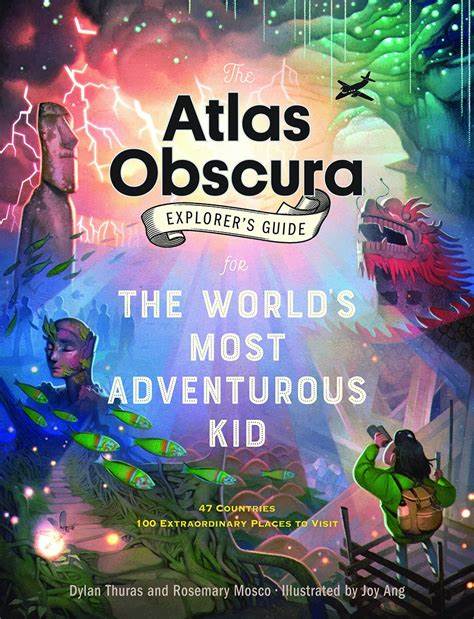 The
Atlas
Obscura
EXPLORER'S GUIDE
for
THE WORLD'S
MOST
ADVENTUROUS
KID
47 COUNTRIES
100 EXTRAORDINARY PLACES TO VISIT
Dylan Thuras and Rosemary Mosco · Illustrated by Joy Ang